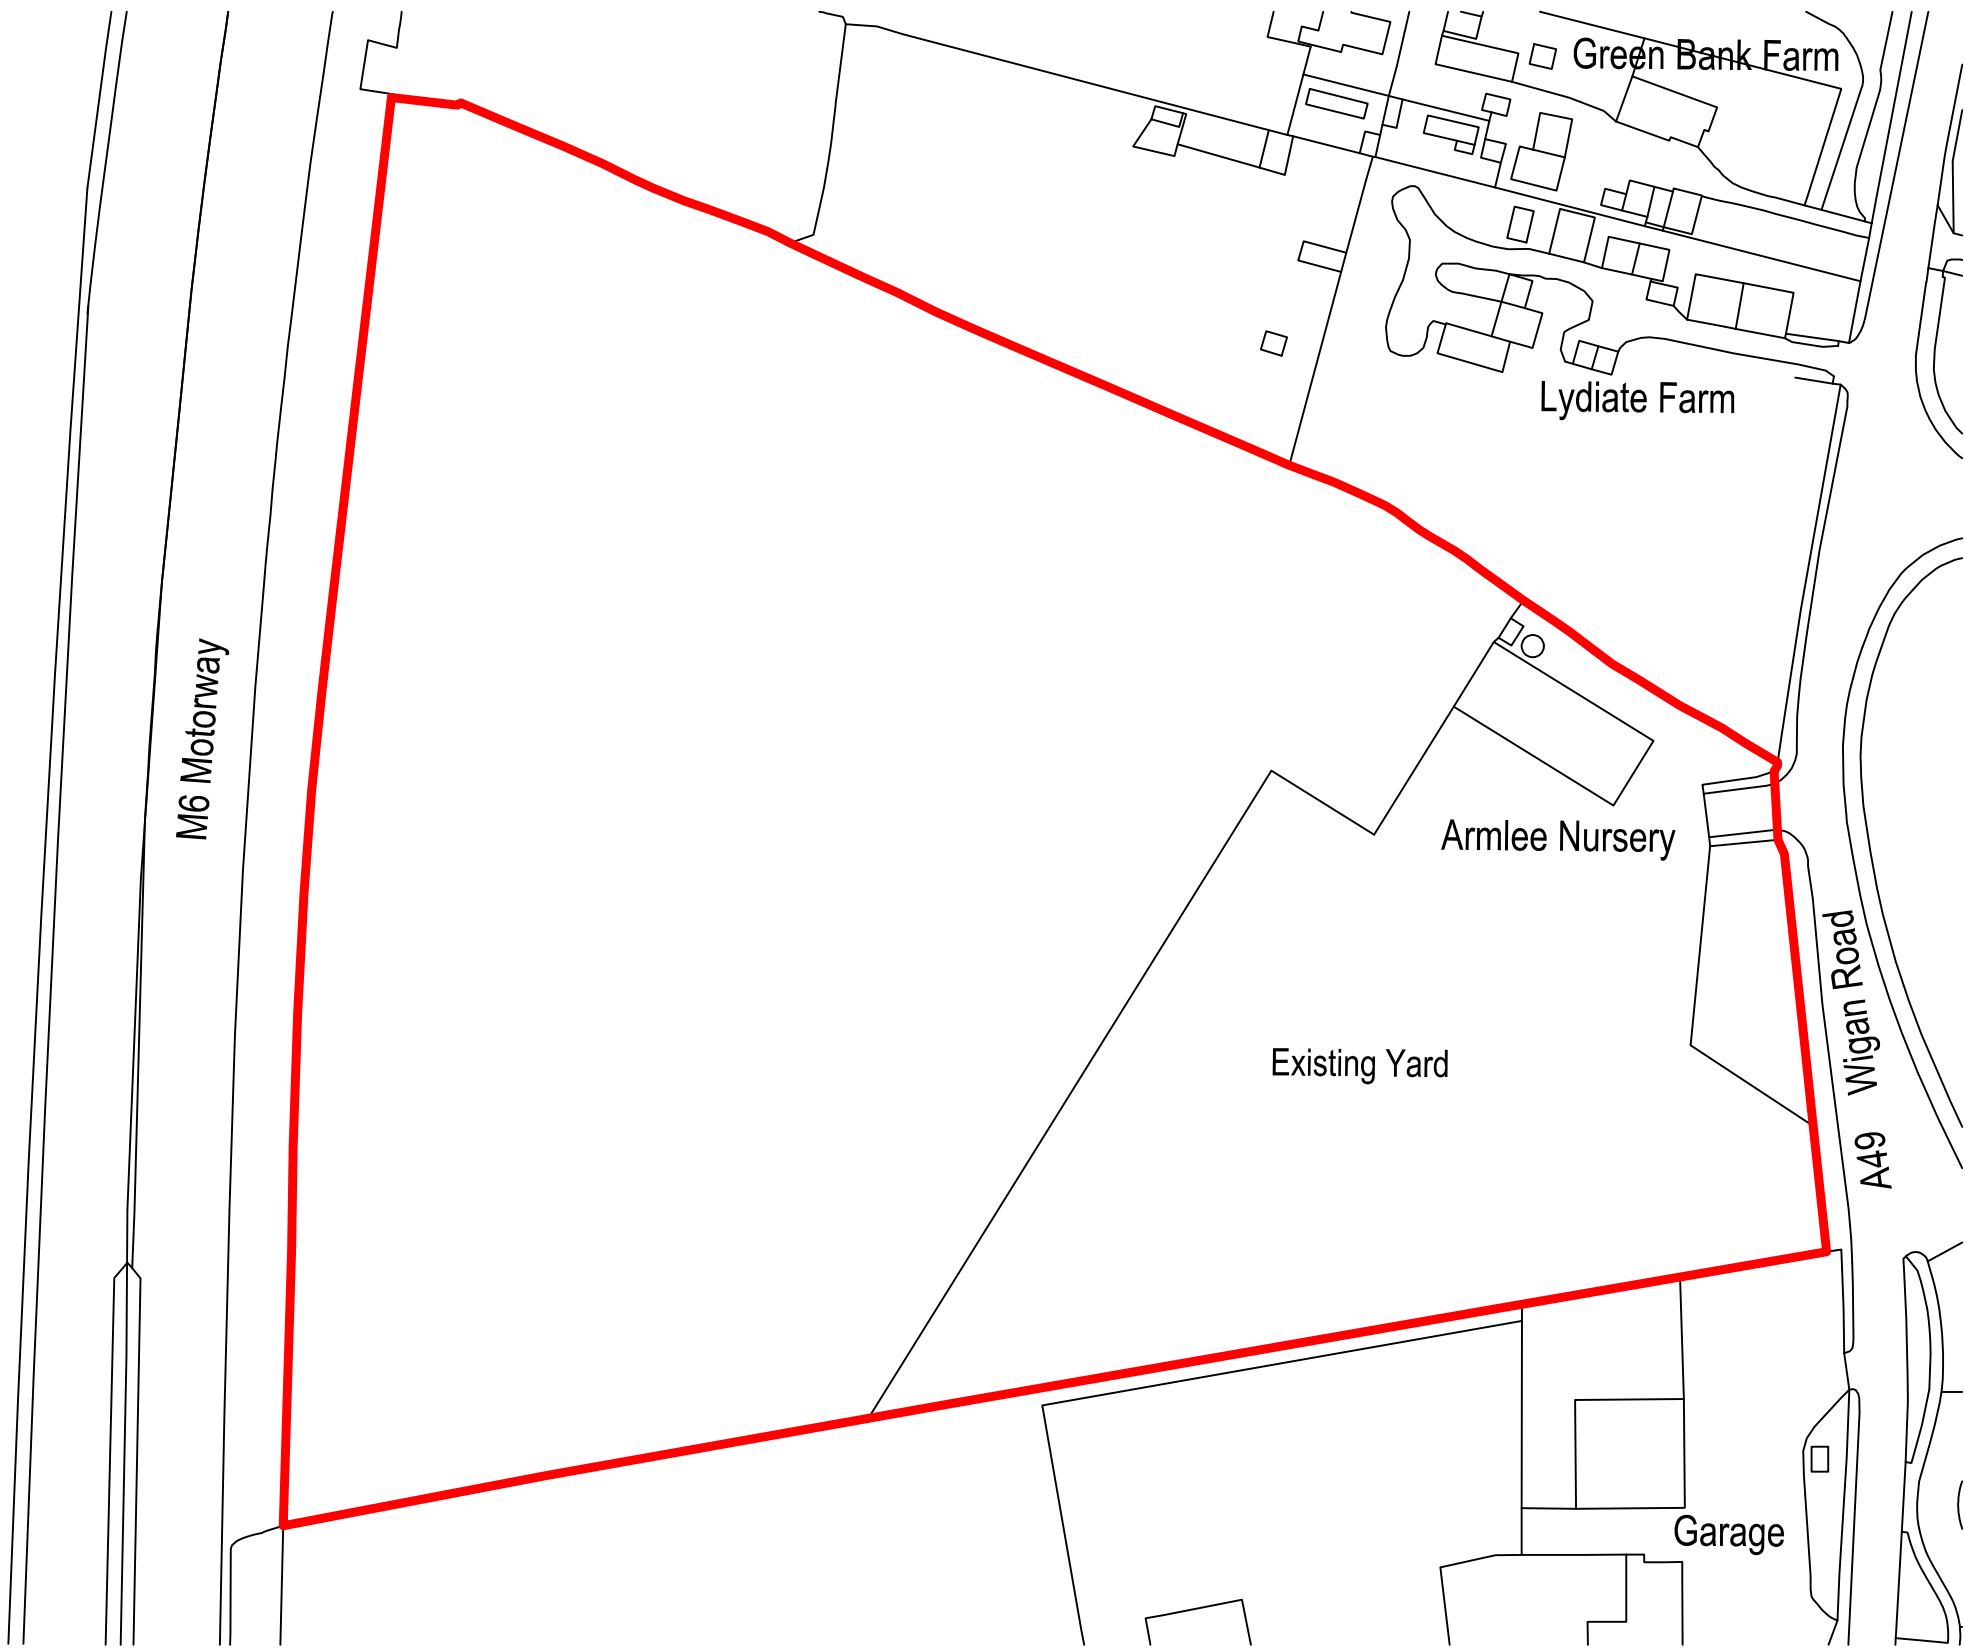 Green Bank Farm
Lydiate Farm
M6 Motorway
Armlee Nursery
Existing Yard
A49 Wigan Road
Garage